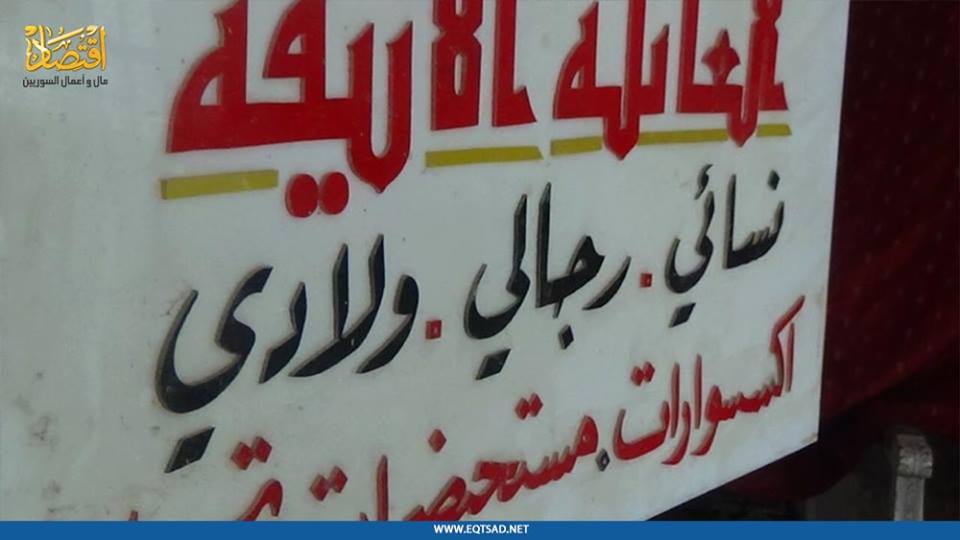 اقتصاد
مال و أعمال السوريين
العائلة الأنيقة
نسائي . رجالي . ولادي
اكسسوارات . مستحضرات
WWW.EQTSAD.NET